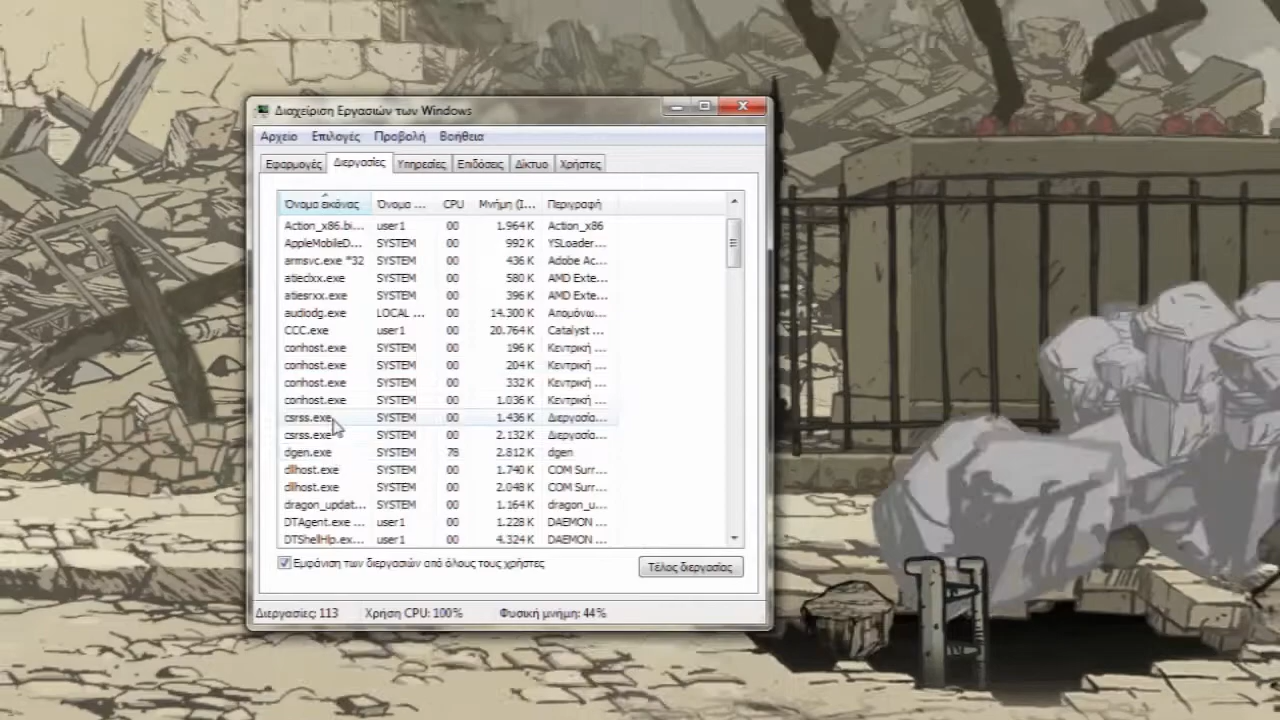 Διαχείριση Εργασιών των Windows
Αρχείο Επιλογές Προβολή Βοήθεια
Εφαρμογές Διεργασίες Υπηρεσίες Επιδόσεις Δίκτυο Χρήστες
Όνομα εικόνας Όνομα ... CPU Μνήμη (Ι... Περιγραφή
Action_x86.bi... user1 00 1.964 K Action_x86
AppleMobileD... SYSTEM 00 992 K YSLoader...
armsvc.exe *32 SYSTEM 00 436 K Adobe Ac...
atieclxx.exe SYSTEM 00 580 K AMD Exte...
atiesrxx.exe SYSTEM 00 396 K AMD Exte...
audiodg.exe LOCAL ... 00 14.300 K Απομόνω...
CCC.exe user1 00 20.764 K Catalyst ...
conhost.exe SYSTEM 00 196 K Κεντρική ...
conhost.exe SYSTEM 00 204 K Κεντρική ...
conhost.exe SYSTEM 00 332 K Κεντρική ...
conhost.exe SYSTEM 00 1.036 K Κεντρική ...
csrss.exe SYSTEM 00 1.436 K Διεργασία...
csrss.exe SYSTEM 00 2.132 K Διεργασία...
dgen.exe SYSTEM 78 2.812 K dgen
dllhost.exe SYSTEM 00 1.740 K COM Surr...
dllhost.exe SYSTEM 00 2.048 K COM Surr...
dragon_updat... SYSTEM 00 1.164 K dragon_u...
DTAgent.exe ... user1 00 1.228 K DAEMON ...
DTShellHlp.ex... user1 00 4.324 K DAEMON ...
Εμφάνιση των διεργασιών από όλους τους χρήστες
Τέλος διεργασίας
Διεργασίες: 113 Χρήση CPU: 100% Φυσική μνήμη: 44%